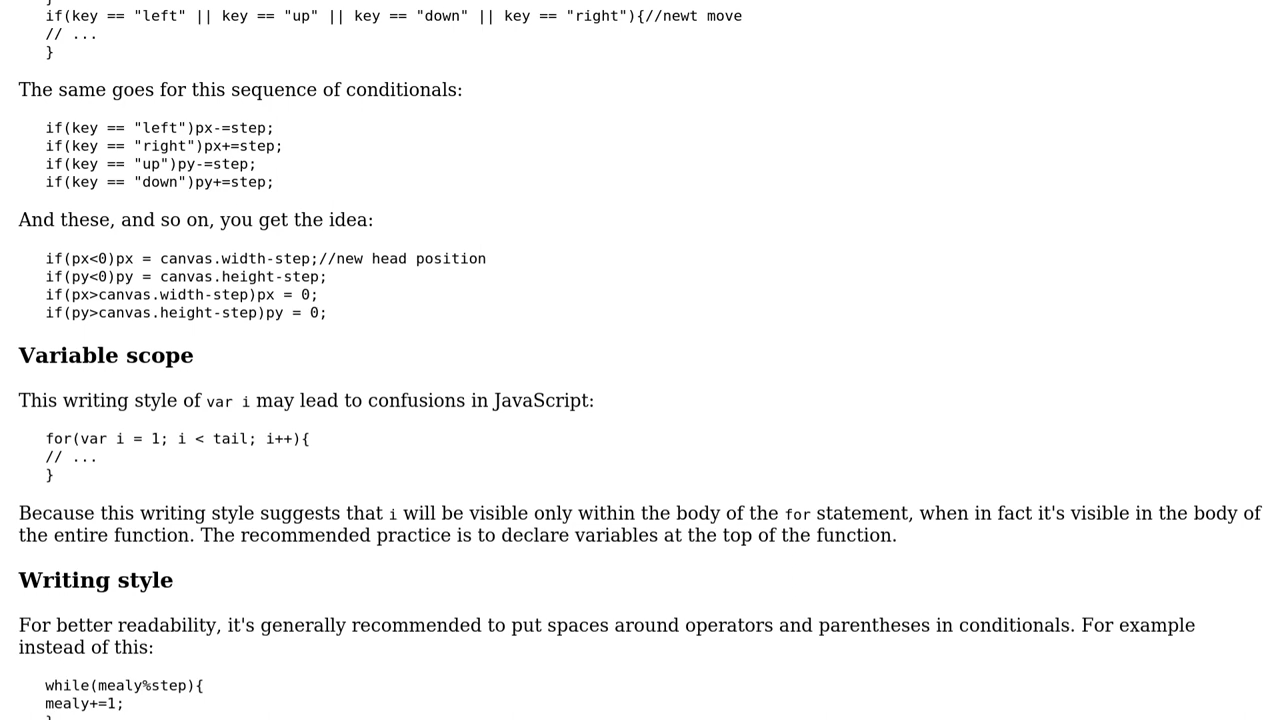 if(key == "left" || key == "up" || key == "down" || key == "right"){//newt move
// ...
}
The same goes for this sequence of conditionals:
if(key == "left")px-=step;
if(key == "right")px+=step;
if(key == "up")py-=step;
if(key == "down")py+=step;
And these, and so on, you get the idea:
if(px<0)px = canvas.width-step;//new head position
if(py<0)py = canvas.height-step;
if(px>canvas.width-step)px = 0;
if(py>canvas.height-step)py = 0;
Variable scope
This writing style of var i may lead to confusions in JavaScript:
for(var i = 1; i < tail; i++){
// ...
}
Because this writing style suggests that i will be visible only within the body of the for statement, when in fact it's visible in the body of
the entire function. The recommended practice is to declare variables at the top of the function.
Writing style
For better readability, it's generally recommended to put spaces around operators and parentheses in conditionals. For example
instead of this:
while(mealy%step){
mealy+=1;